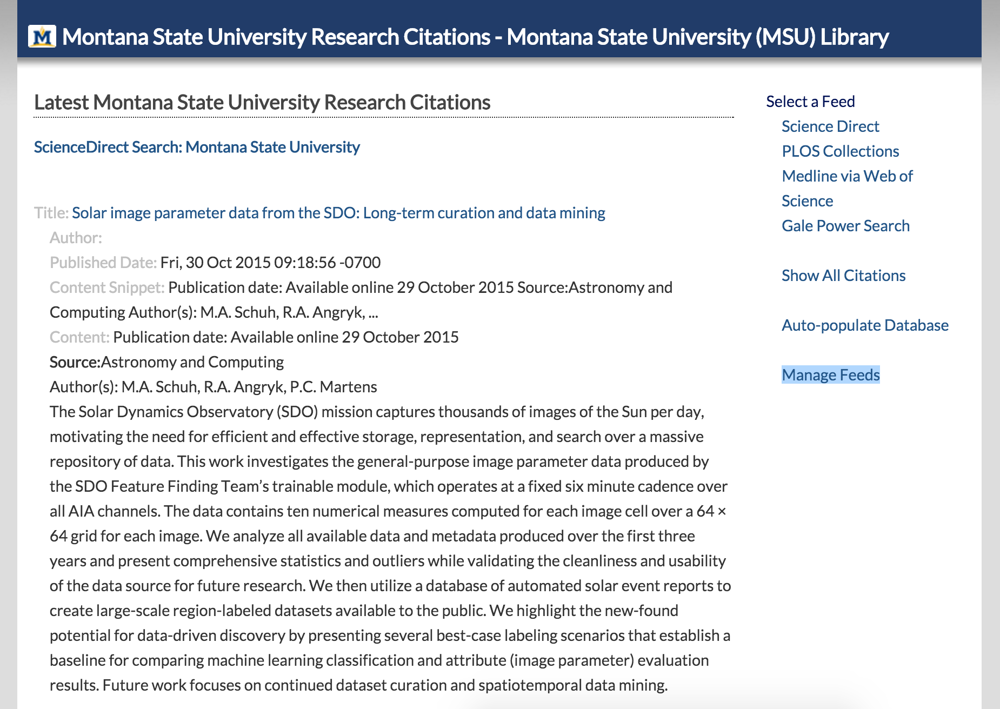 M Montana State University Research Citations - Montana State University (MSU) Library
Latest Montana State University Research Citations
ScienceDirect Search: Montana State University
Title: Solar image parameter data from the SDO: Long-term curation and data mining
Author:
Published Date: Fri, 30 Oct 2015 09:18:56 -0700
Content Snippet: Publication date: Available online 29 October 2015 Source:Astronomy and
Computing Author(s): M.A. Schuh, R.A. Angryk, ...
Content: Publication date: Available online 29 October 2015
Source:Astronomy and Computing
Author(s): M.A. Schuh, R.A. Angryk, P.C. Martens
The Solar Dynamics Observatory (SDO) mission captures thousands of images of the Sun per day,
motivating the need for efficient and effective storage, representation, and search over a massive
repository of data. This work investigates the general-purpose image parameter data produced by
the SDO Feature Finding Team’s trainable module, which operates at a fixed six minute cadence over
all AIA channels. The data contains ten numerical measures computed for each image cell over a 64 ×
64 grid for each image. We analyze all available data and metadata produced over the first three
years and present comprehensive statistics and outliers while validating the cleanliness and usability
of the data source for future research. We then utilize a database of automated solar event reports to
create large-scale region-labeled datasets available to the public. We highlight the new-found
potential for data-driven discovery by presenting several best-case labeling scenarios that establish a
baseline for comparing machine learning classification and attribute (image parameter) evaluation
results. Future work focuses on continued dataset curation and spatiotemporal data mining.
Select a Feed
Science Direct
PLOS Collections
Medline via Web of
Science
Gale Power Search
Show All Citations
Auto-populate Database
Manage Feeds